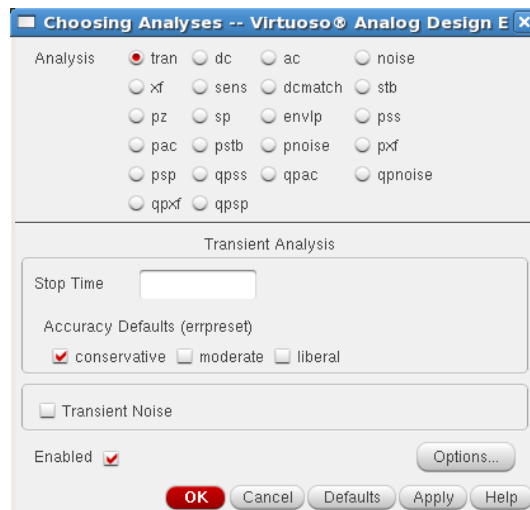 Choosing Analyses -- Virtuoso® Analog Design E
Analysis tran dc ac noise
xf sens dcmatch stb
pz sp envlp pss
pac pstb pnoise pxf
psp qpss qpac qpnoise
qpxf qpsp
Transient Analysis
Stop Time
Accuracy Defaults (errpreset)
conservative moderate liberal
Transient Noise
Enabled Options...
OK Cancel Defaults Apply Help